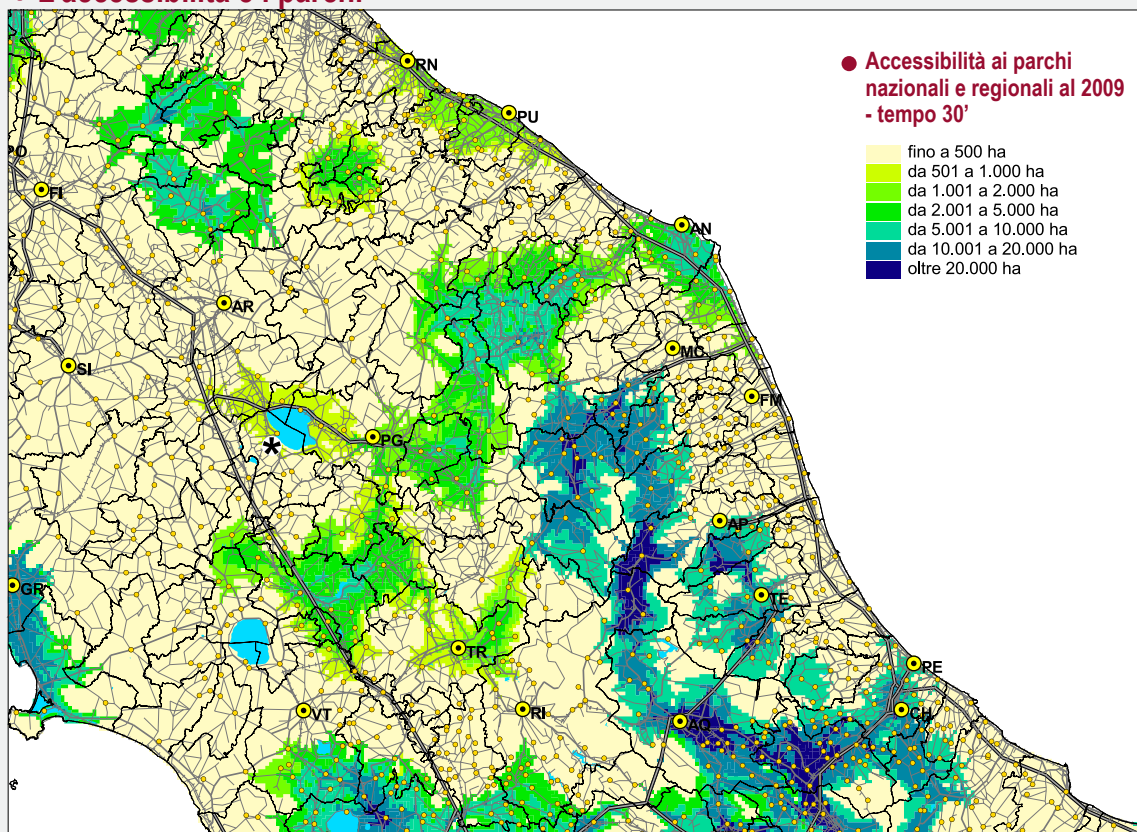 ● Accessibilità ai parchi
nazionali e regionali al 2009
- tempo 30’
fino a 500 ha
da 501 a 1.000 ha
da 1.001 a 2.000 ha
da 2.001 a 5.000 ha
da 5.001 a 10.000 ha
da 10.001 a 20.000 ha
oltre 20.000 ha
RN
PU
PO
FI
AN
AR
MC
SI
FM
PG
*
AP
GR
TE
TR
PE
VT
RI
CH
AQ